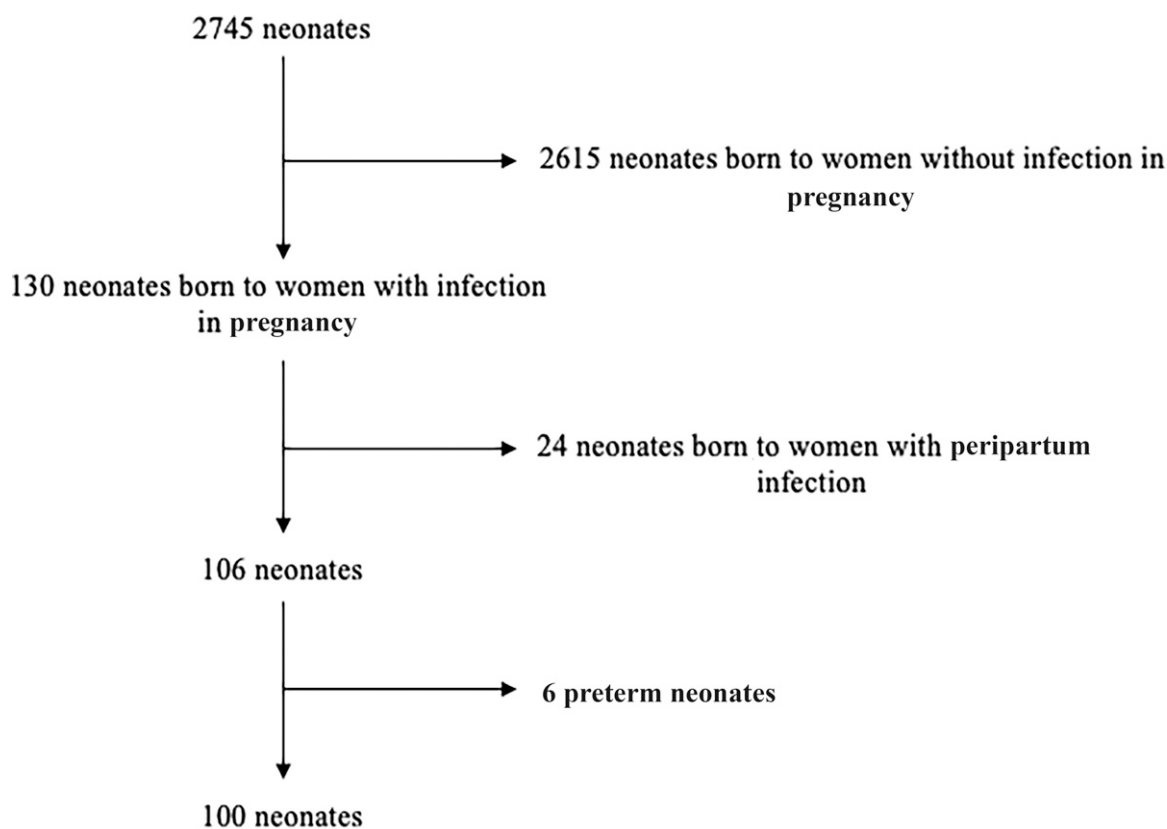 2745 neonates
2615 neonates born to women without infection in
pregnancy
130 neonates born to women with infection
in pregnancy
24 neonates born to women with peripartum
infection
106 neonates
6 preterm neonates
100 neonates